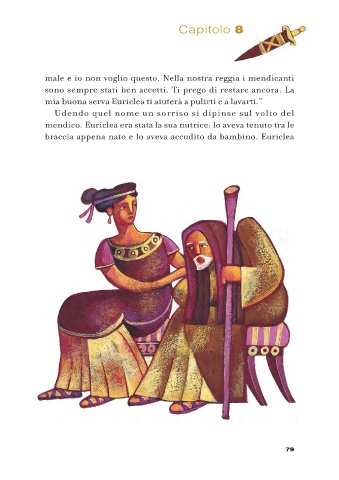 Capitolo 8
male e io non voglio questo. Nella nostra reggia i mendicanti
sono sempre stati ben accetti. Ti prego di restare ancora. La
mia buona serva Euriclea ti aiuterà a pulirti e a lavarti.”
Udendo quel nome un sorriso si dipinse sul volto del
mendico. Euriclea era stata la sua nutrice: lo aveva tenuto tra le
braccia appena nato e lo aveva accudito da bambino. Euriclea
79